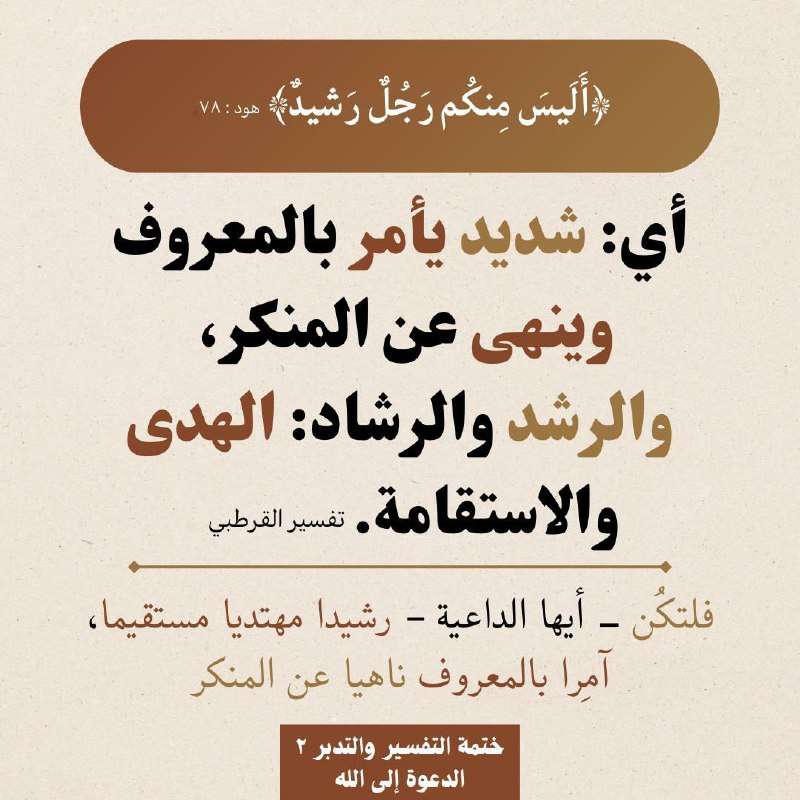 ﴿أَلَيسَ مِنكُم رَجُلٌ رَشيدٌ﴾ هود: ٧٨
أي: شديد يأمر بالمعروف
وينهى عن المنكر،
والرشد والرشاد: الهدى
والاستقامة. تفسير القرطبي
فلتكُن – أيها الداعية – رشيدا مهتديا مستقيما،
آمِرا بالمعروف ناهيا عن المنكر
ختمة التفسير والتدبر ٢
الدعوة إلى الله